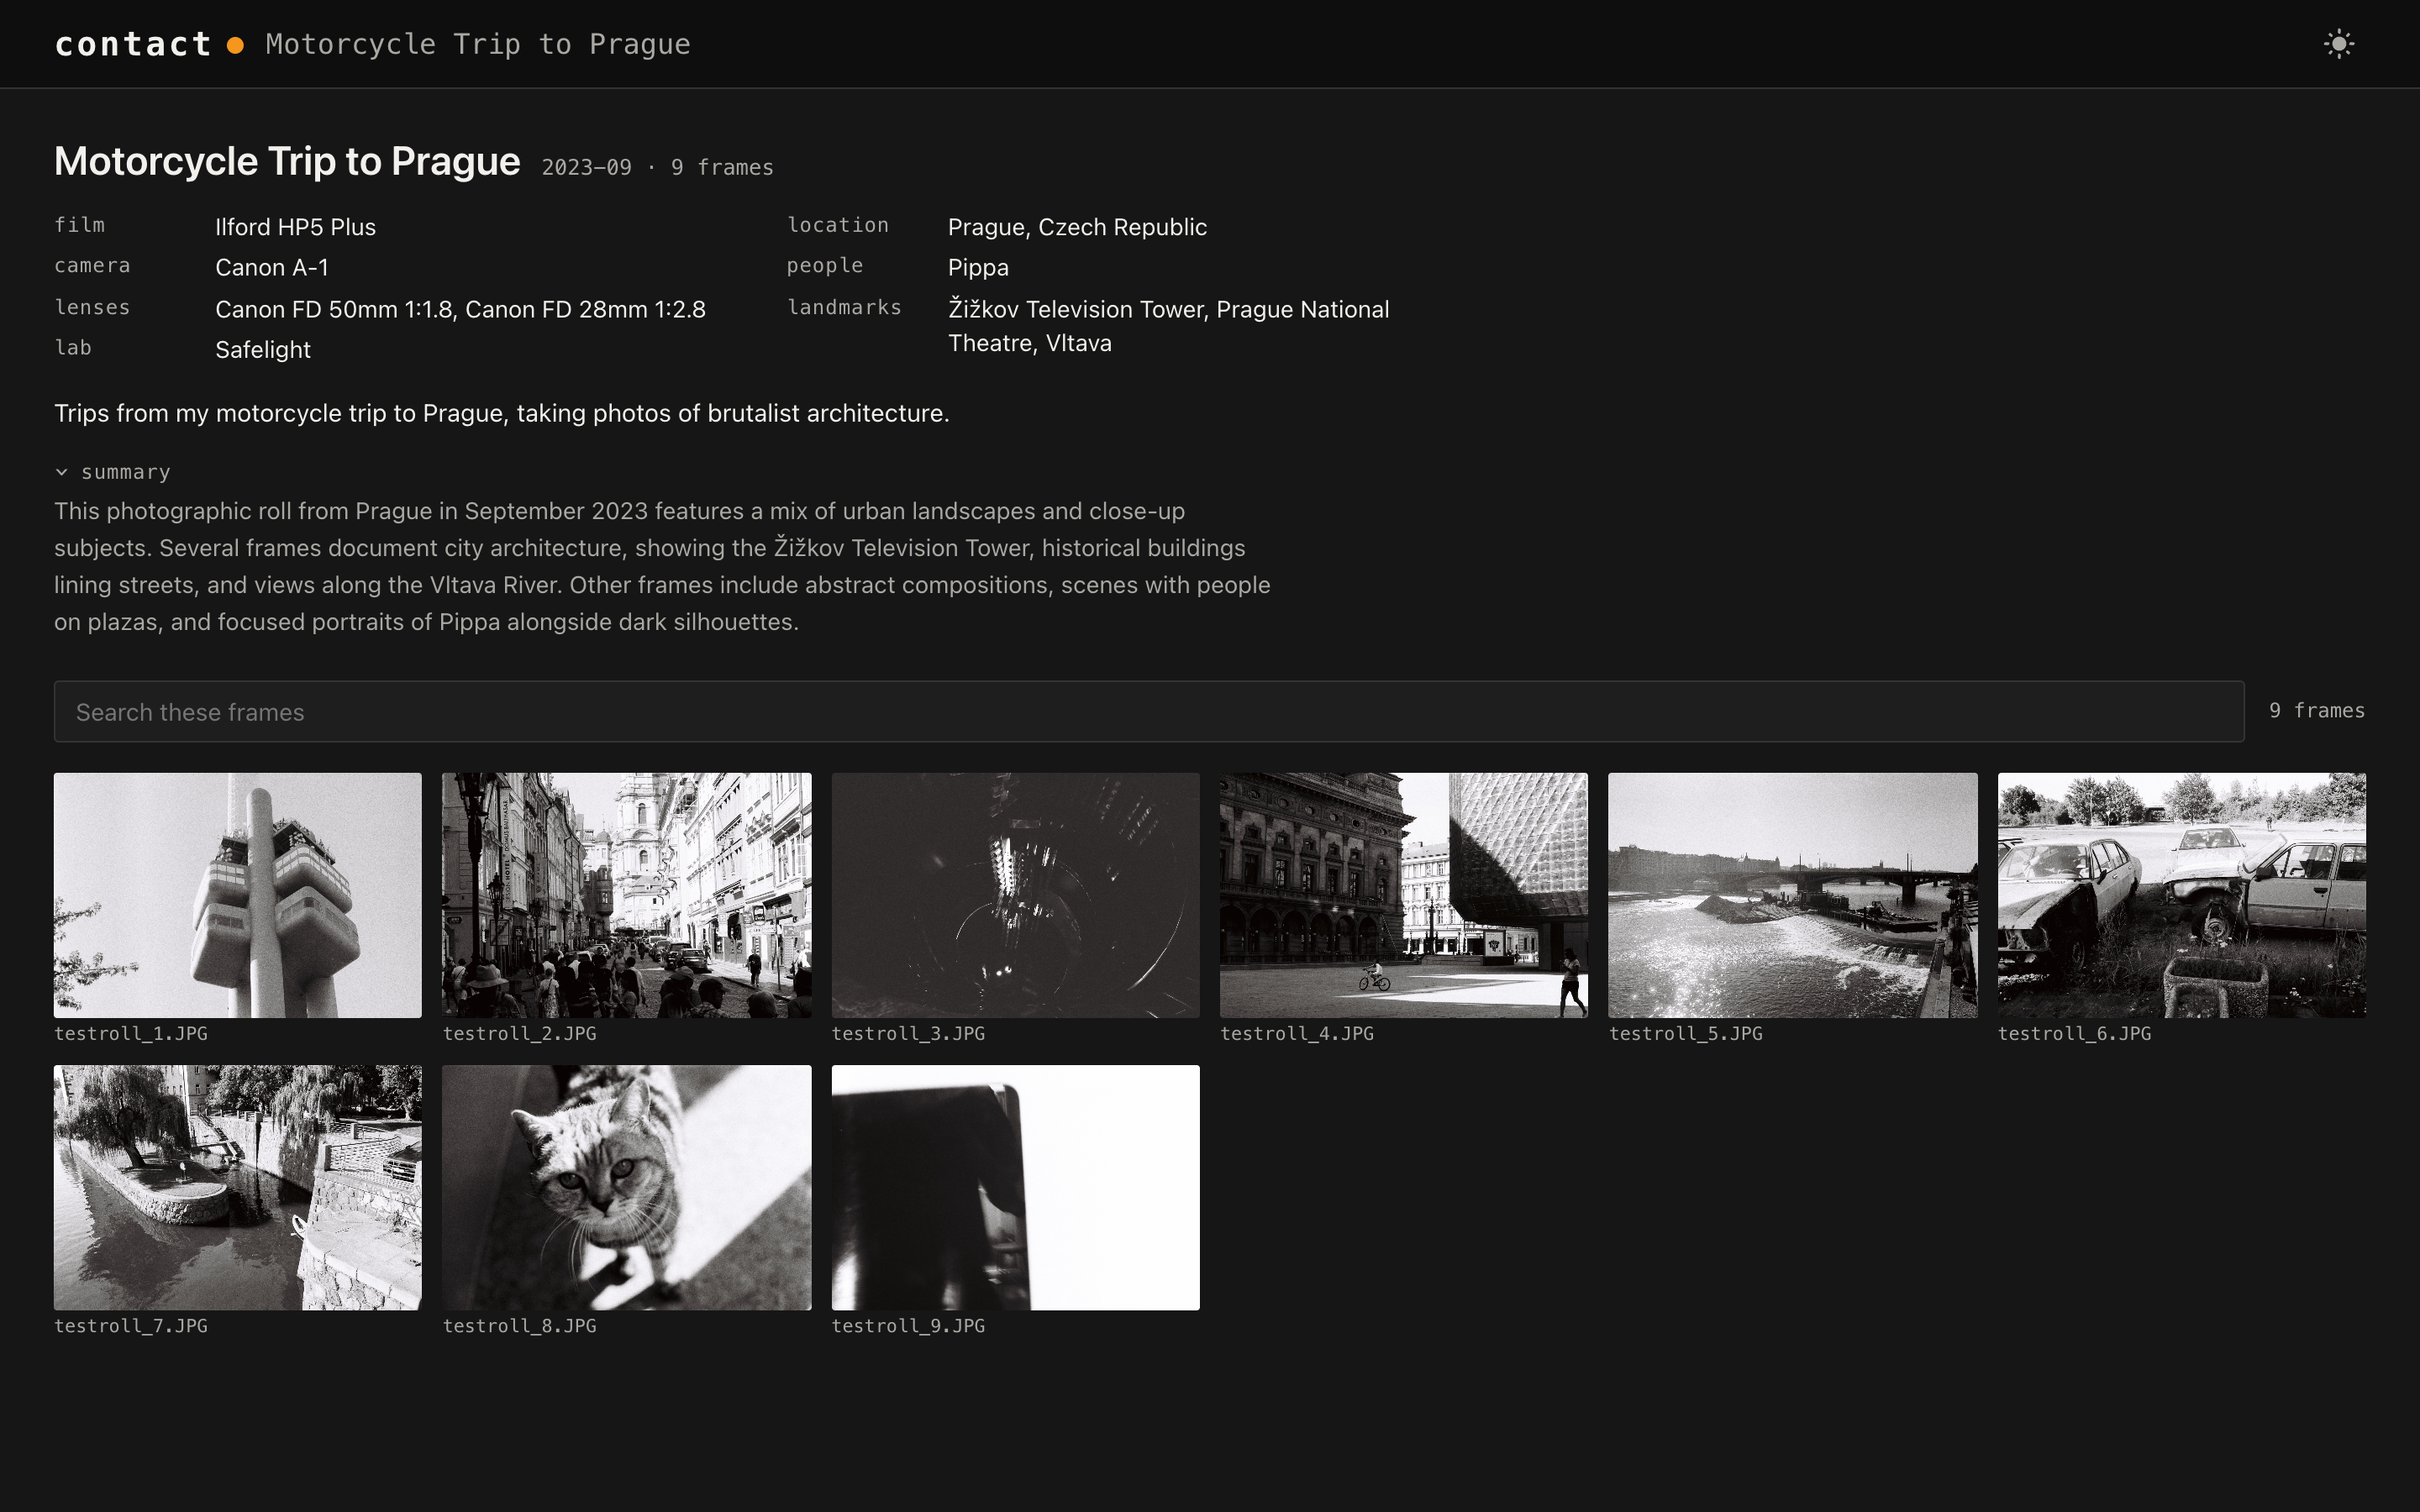 contact Motorcycle Trip to Prague
Motorcycle Trip to Prague 2023–09 · 9 frames
film Ilford HP5 Plus
camera Canon A-1
lenses Canon FD 50mm 1:1.8, Canon FD 28mm 1:2.8
lab Safelight
location Prague, Czech Republic
people Pippa
landmarks Žižkov Television Tower, Prague National
Theatre, Vltava
Trips from my motorcycle trip to Prague, taking photos of brutalist architecture.
summary
This photographic roll from Prague in September 2023 features a mix of urban landscapes and close-up
subjects. Several frames document city architecture, showing the Žižkov Television Tower, historical buildings
lining streets, and views along the Vltava River. Other frames include abstract compositions, scenes with people
on plazas, and focused portraits of Pippa alongside dark silhouettes.
Search these frames
9 frames
testroll_1.JPG
testroll_2.JPG
testroll_3.JPG
testroll_4.JPG
testroll_5.JPG
testroll_6.JPG
testroll_7.JPG
testroll_8.JPG
testroll_9.JPG